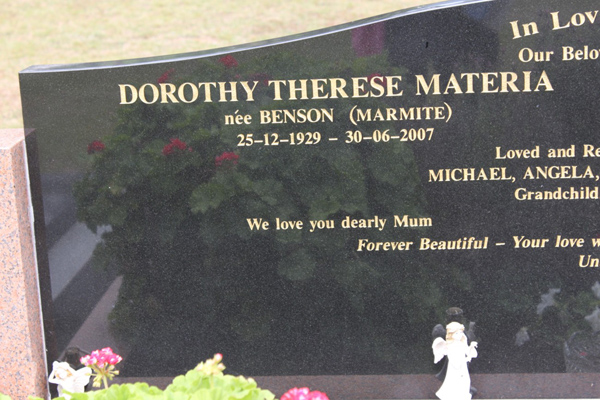 In Lov
Our Belo
DOROTHY THERESE MATERIA
née BENSON (MARMITE)
25-12-1929 - 30-06-2007
Loved and Re
MICHAEL, ANGELA,
Grandchild
We love you dearly Mum
Forever Beautiful – Your love w
Un